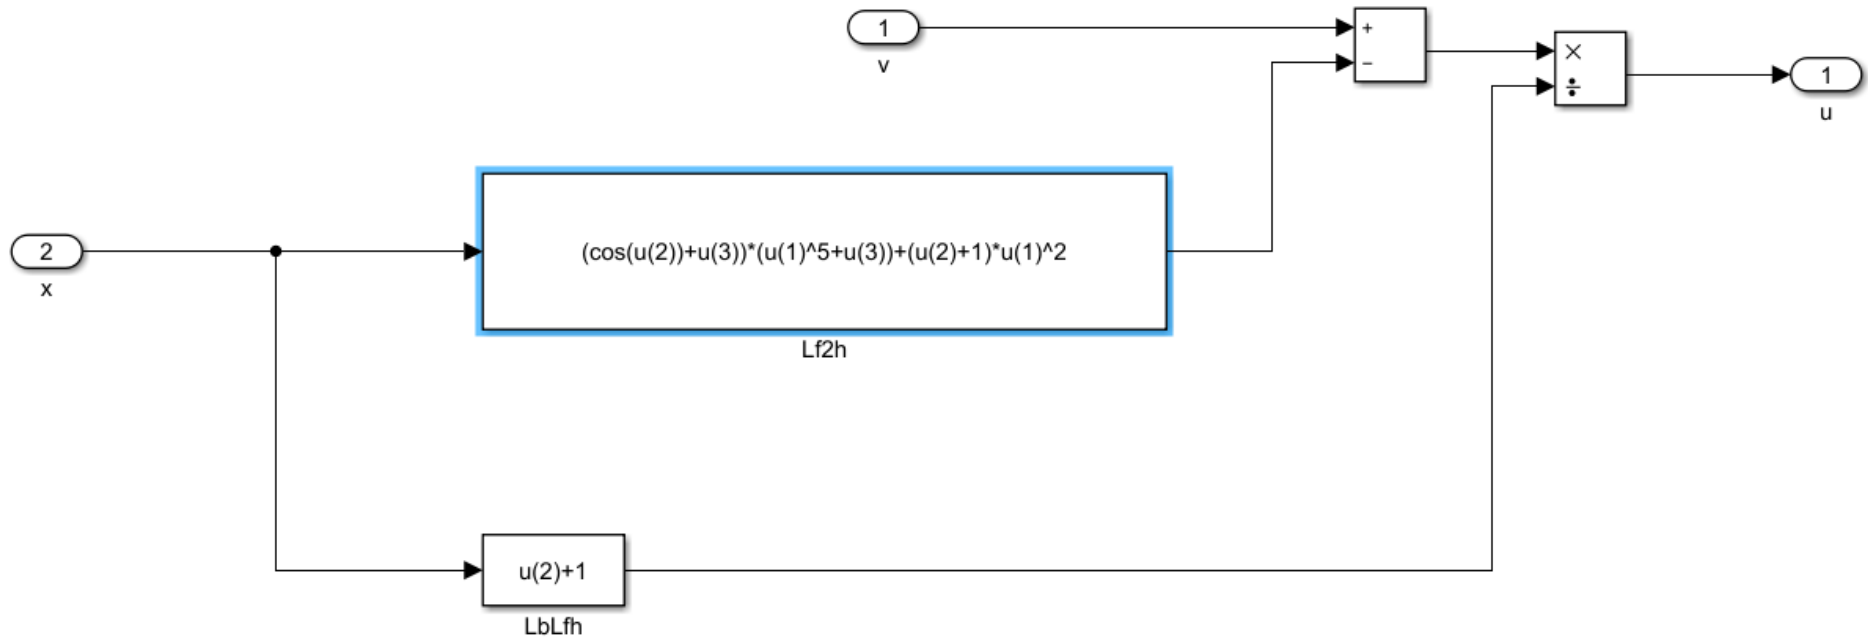 1
v
+
−
×
÷
1
u
2
x
(cos(u(2))+u(3))*(u(1)^5+u(3))+(u(2)+1)*u(1)^2
Lf2h
u(2)+1
LbLfh